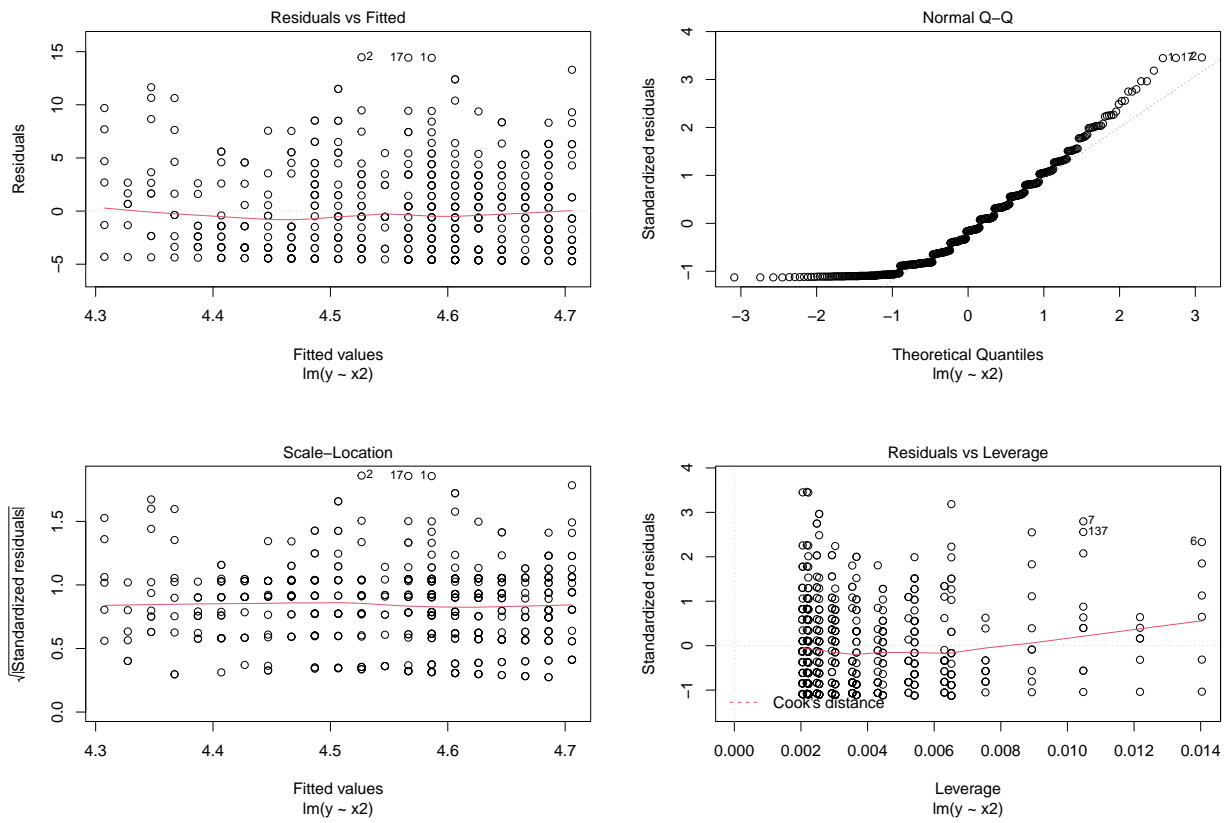 Residuals vs Fitted
Residuals
15
10
5
0
−5
2
17
1
4.3 4.4 4.5 4.6 4.7
Fitted values
lm(y ~ x2)
Normal Q−Q
Standardized residuals
4
3
2
1
0
−1
1 17 2
−3 −2 −1 0 1 2 3
Theoretical Quantiles
lm(y ~ x2)
Scale−Location
√|Standardized residuals|
1.5
1.0
0.5
0.0
2
17
1
4.3 4.4 4.5 4.6 4.7
Fitted values
lm(y ~ x2)
Residuals vs Leverage
Standardized residuals
4
3
2
1
0
−1
7
137
6
Cook's distance
0.000 0.002 0.004 0.006 0.008 0.010 0.012 0.014
Leverage
lm(y ~ x2)